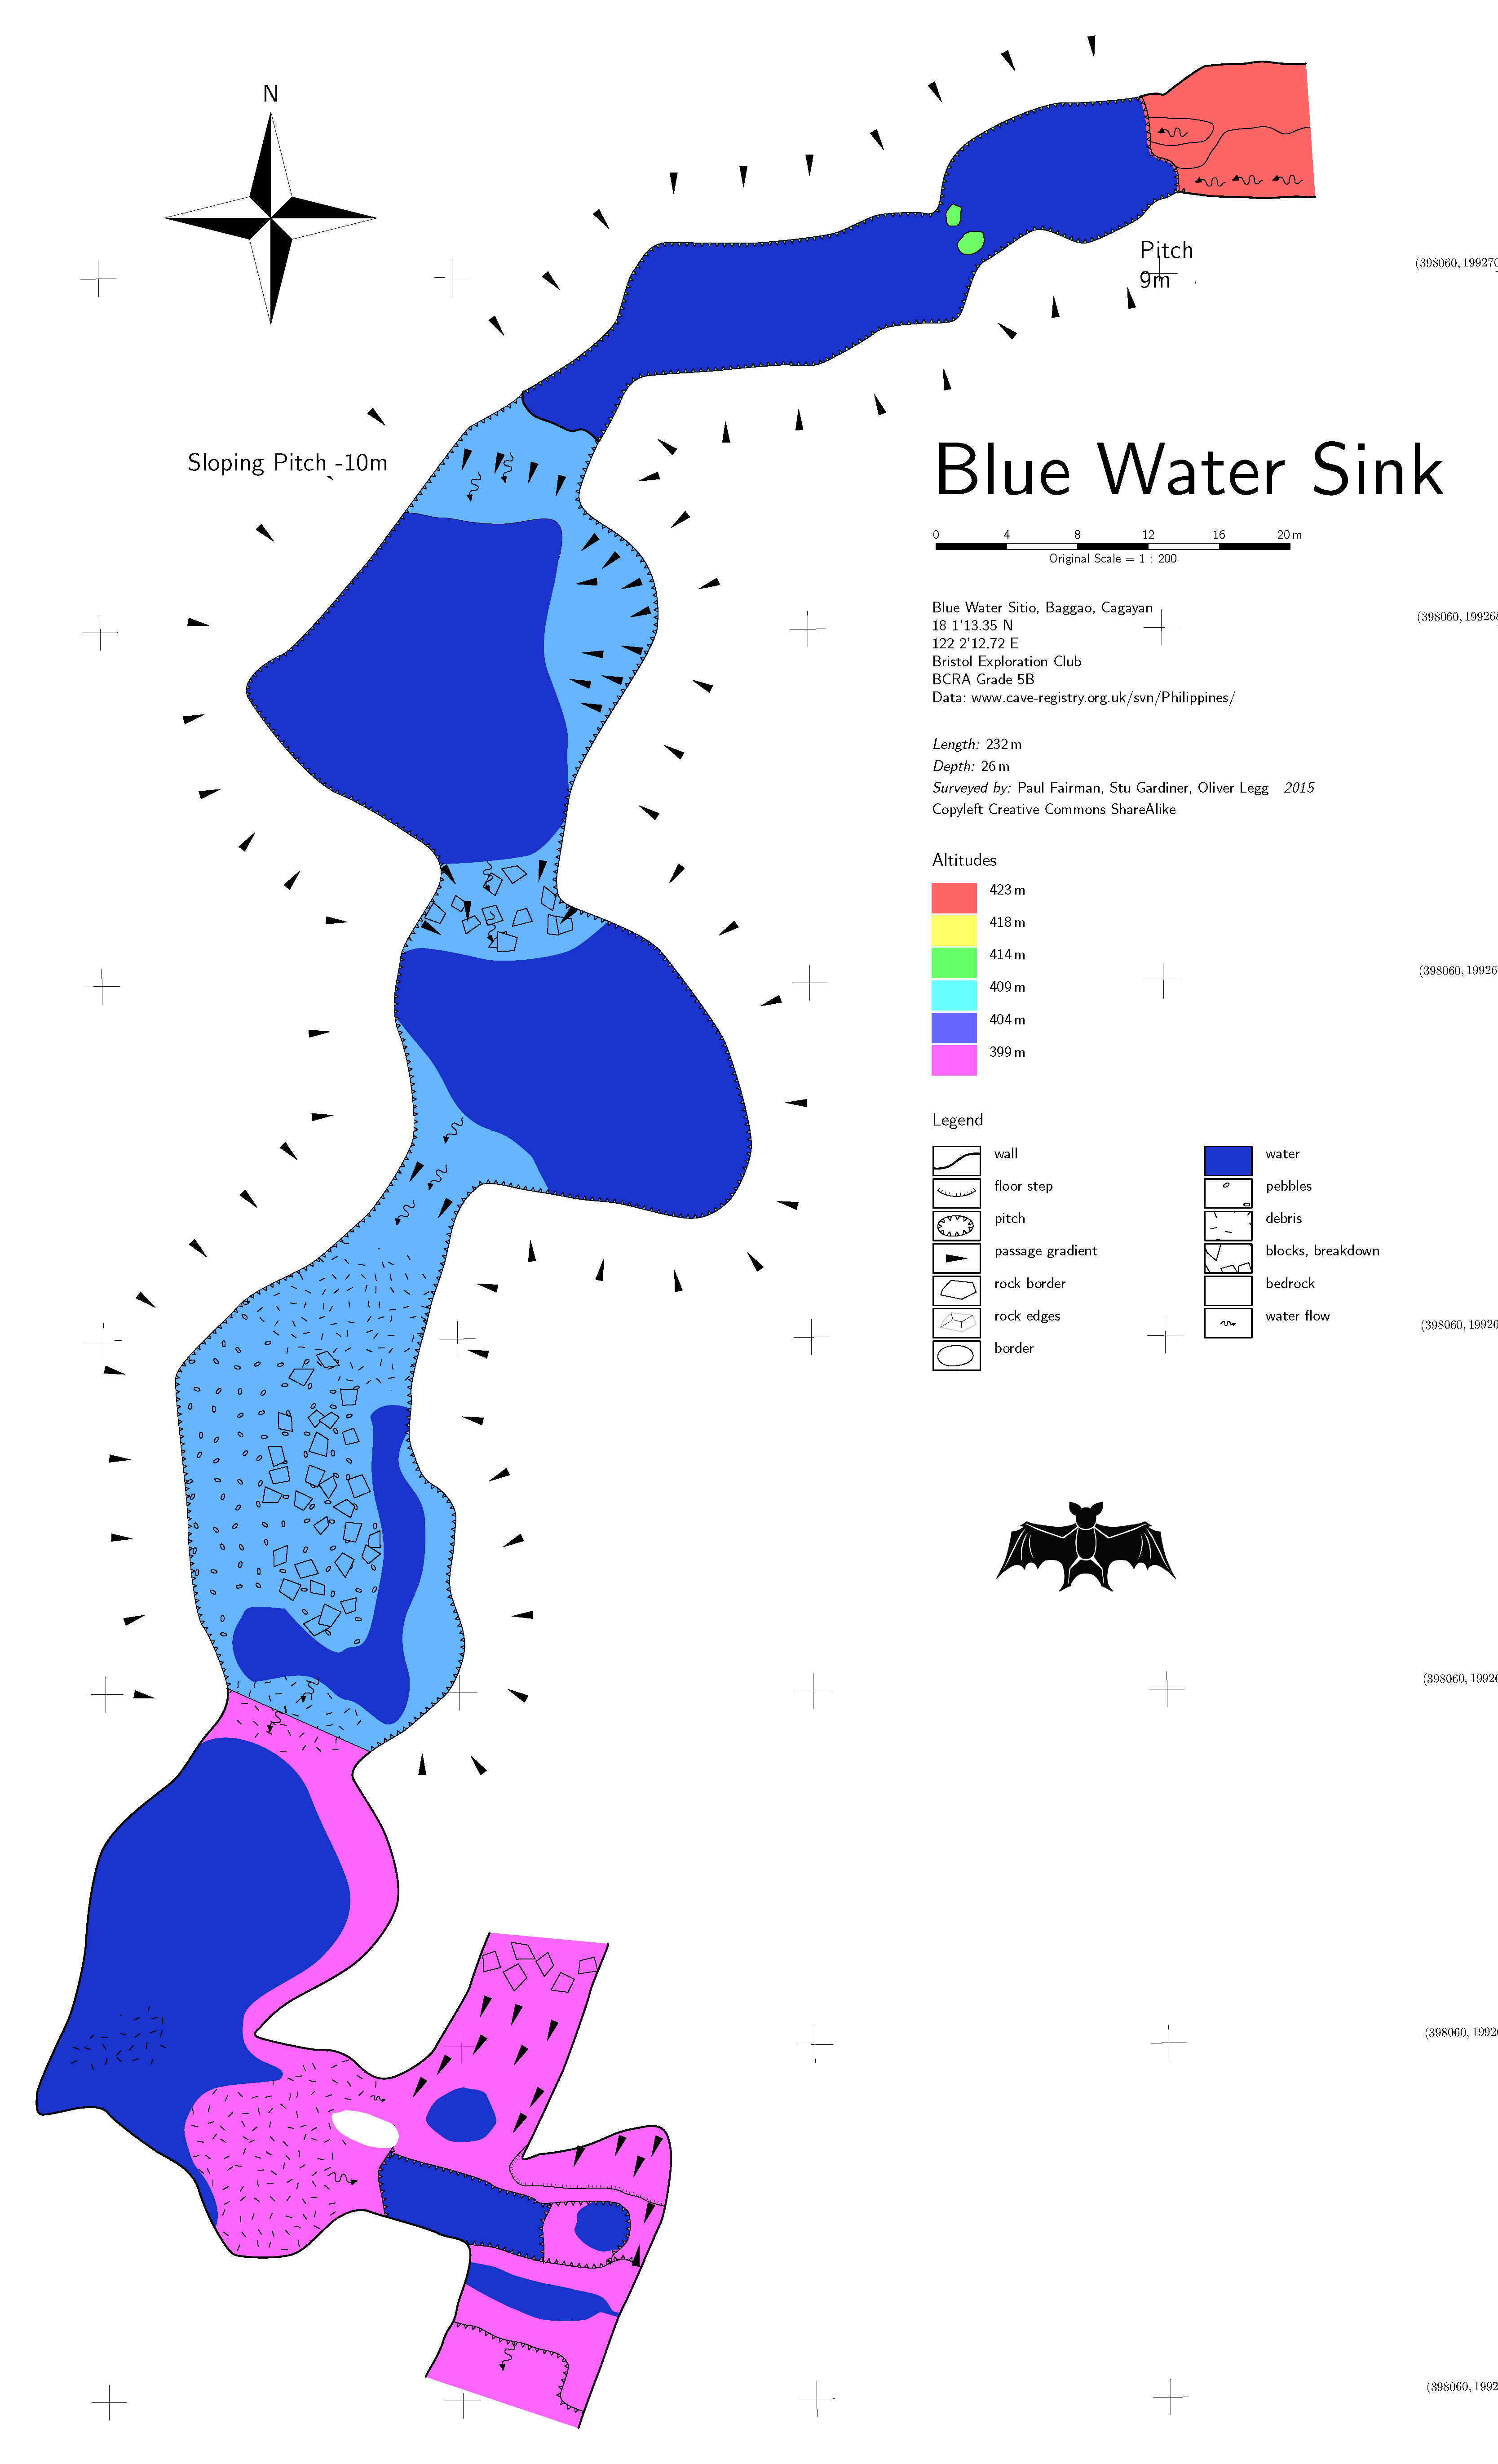 N
Pitch
9m
(398060, 199270
Sloping Pitch -10m
Blue Water Sink
0 4 8 12 16 20 m
Original Scale = 1 : 200
Blue Water Sitio, Baggao, Cagayan
18 1'13.35 N
122 2'12.72 E
Bristol Exploration Club
BCRA Grade 5B
Data: www.cave-registry.org.uk/svn/Philippines/
(398060, 199268
Length: 232 m
Depth: 26 m
Surveyed by: Paul Fairman, Stu Gardiner, Oliver Legg 2015
Copyleft Creative Commons ShareAlike
Altitudes
423 m
418 m
414 m
409 m
404 m
399 m
(398060, 19926
Legend
wall
floor step
pitch
passage gradient
rock border
rock edges
border
water
pebbles
debris
blocks, breakdown
bedrock
water flow
(398060, 19926
(398060, 19926
(398060, 1992
(398060, 1992